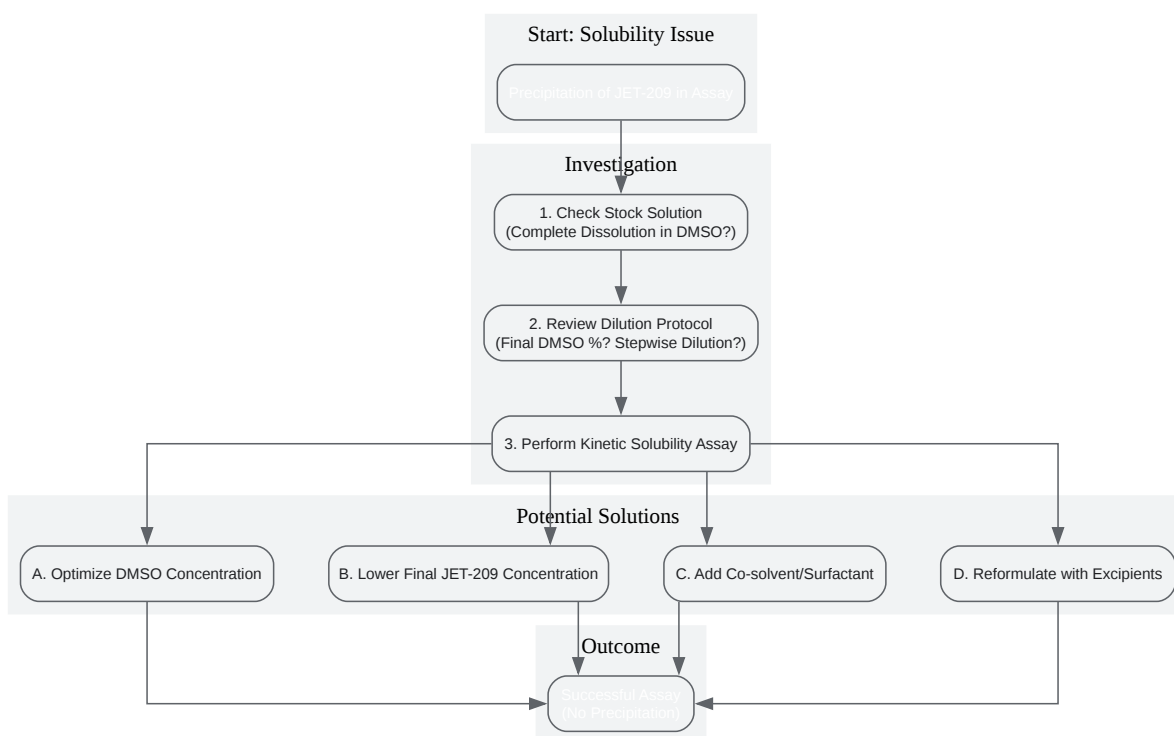 Start: Solubility Issue
Precipitation of JET-209 in Assay
Investigation
1. Check Stock Solution
(Complete Dissolution in DMSO?)
2. Review Dilution Protocol
(Final DMSO %? Stepwise Dilution?)
3. Perform Kinetic Solubility Assay
Potential Solutions
A. Optimize DMSO Concentration
B. Lower Final JET-209 Concentration
C. Add Co-solvent/Surfactant
D. Reformulate with Excipients
Outcome
Successful Assay
(No Precipitation)